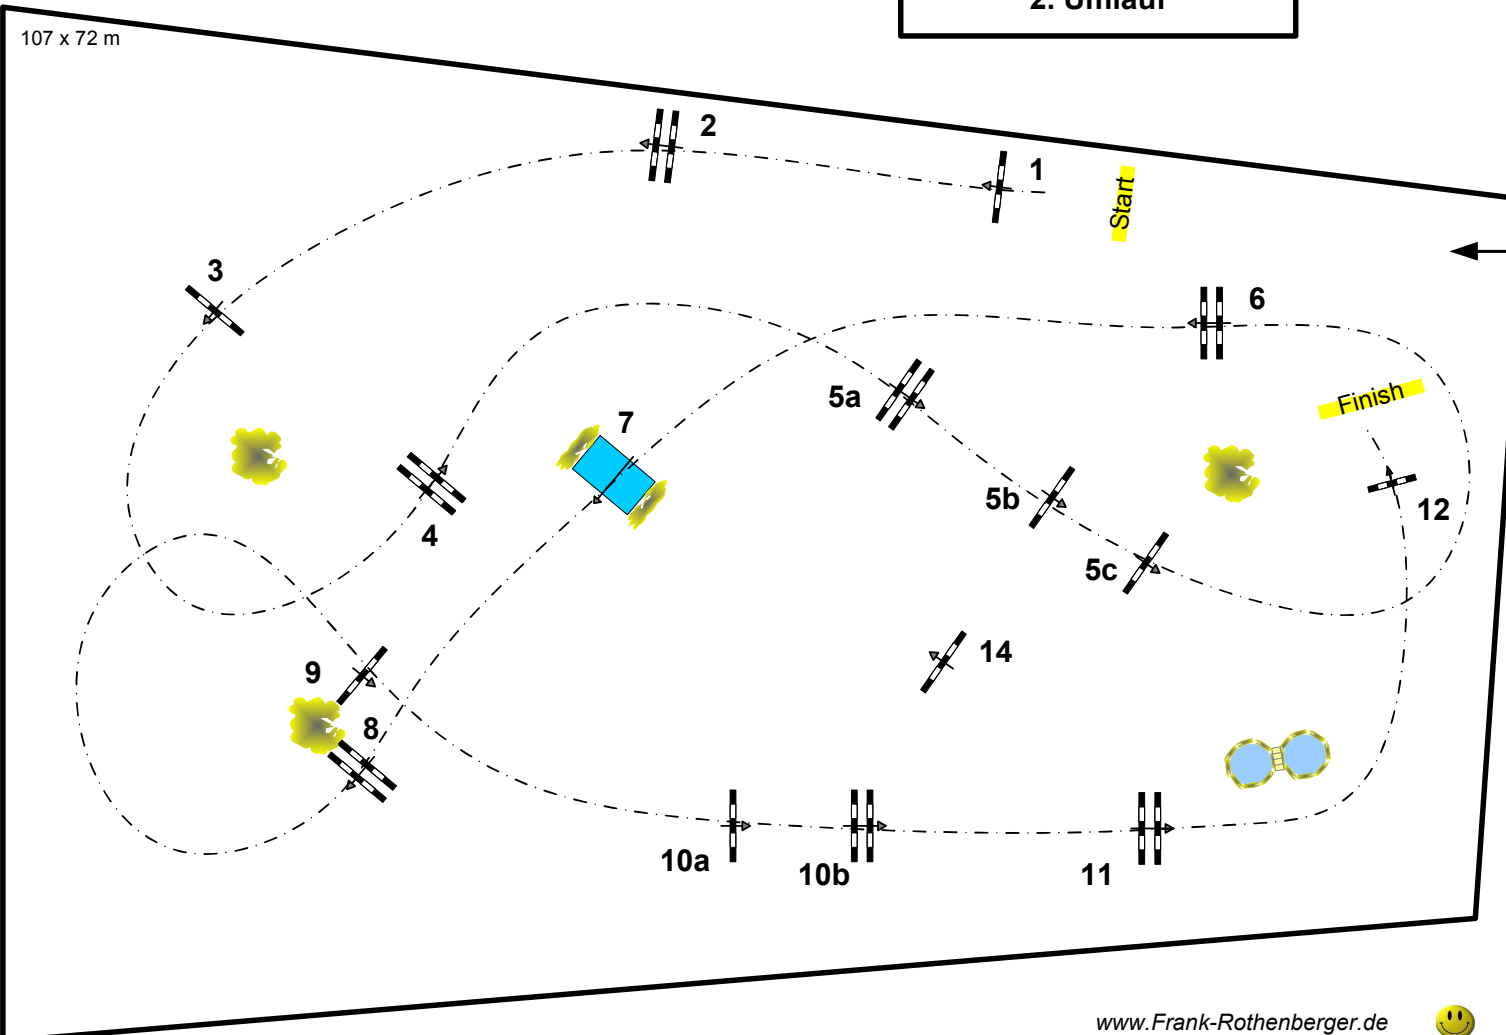 2. Umlauf
107 x 72 m
2
1
Start
3
6
Finish
5a
7
5b
12
4
5c
14
9
8
10a
10b
11
www.Frank-Rothenberger.de